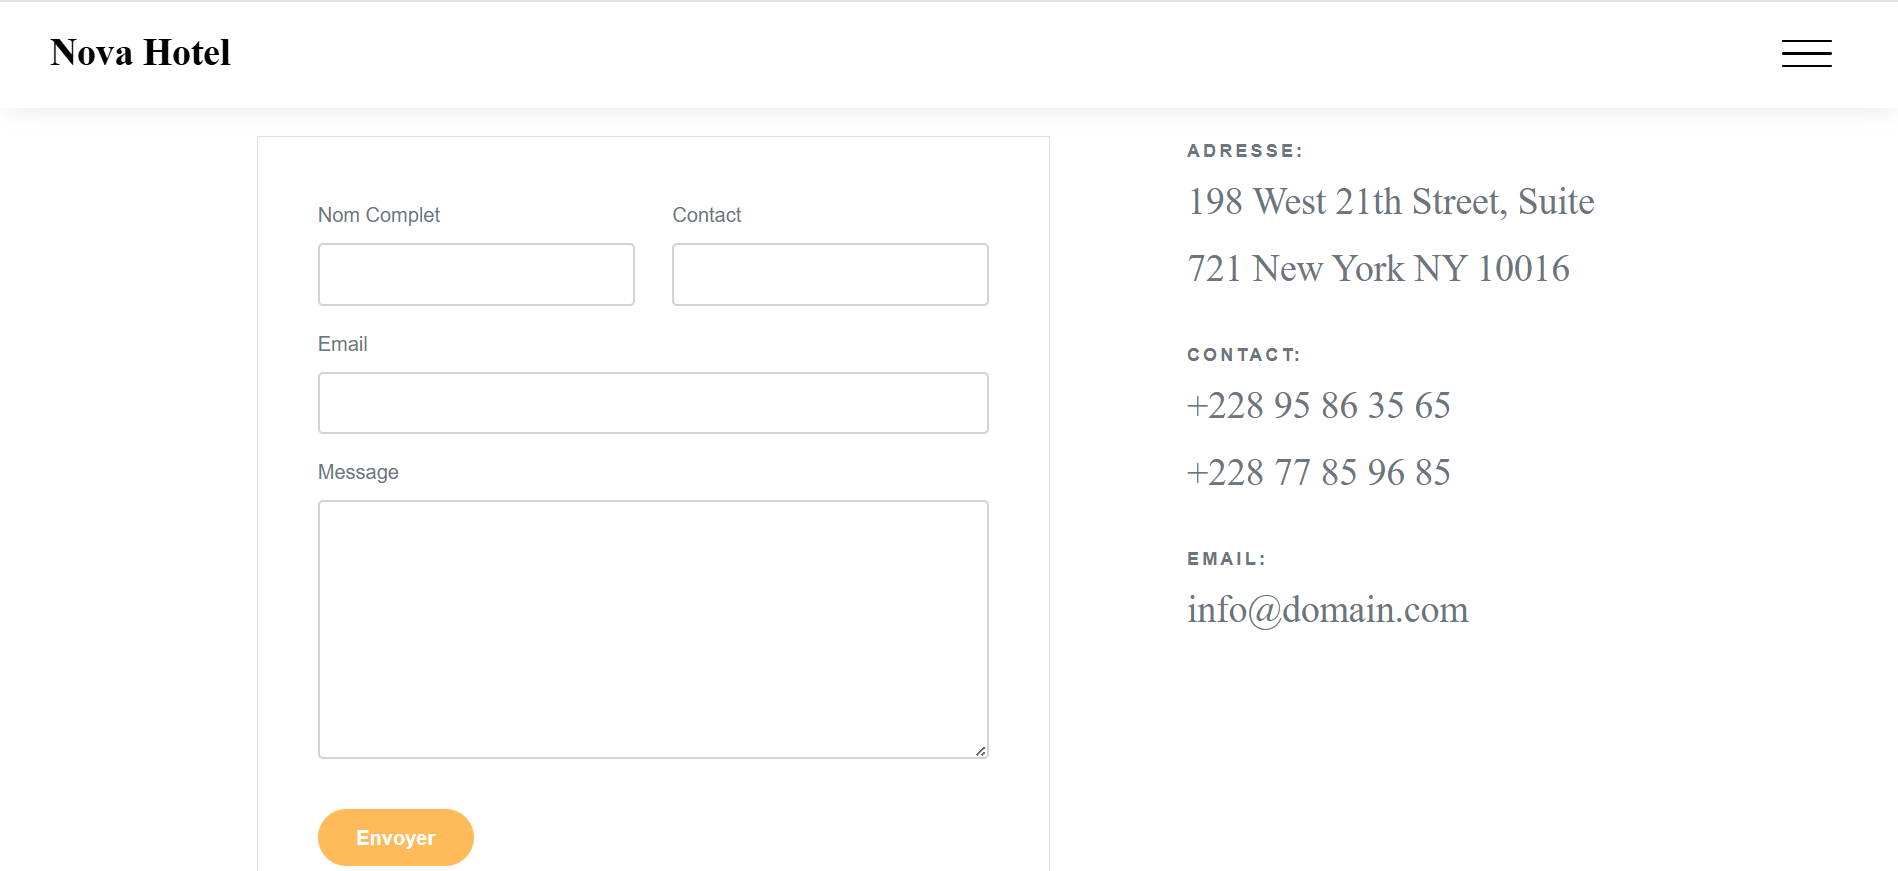 Nova Hotel
Nom Complet
Contact
Email
Message
Envoyer
ADRESSE:
198 West 21th Street, Suite
721 New York NY 10016
CONTACT:
+228 95 86 35 65
+228 77 85 96 85
EMAIL:
info@domain.com